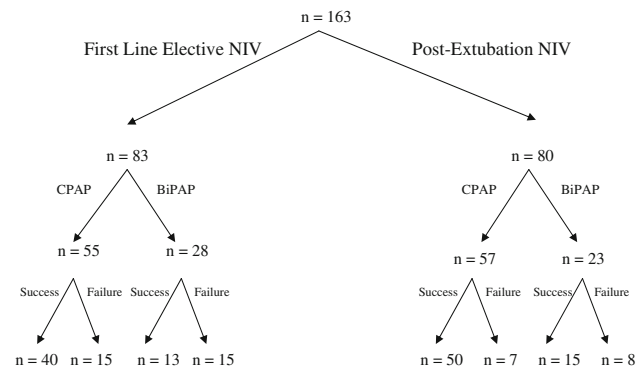 n = 163
First Line Elective NIV
Post-Extubation NIV
n = 83
n = 80
CPAP
BiPAP
CPAP
BiPAP
n = 55
n = 28
n = 57
n = 23
Success
Failure
Success
Failure
Success
Failure
Success
Failure
n = 40
n = 15
n = 13
n = 15
n = 50
n = 7
n = 15
n = 8